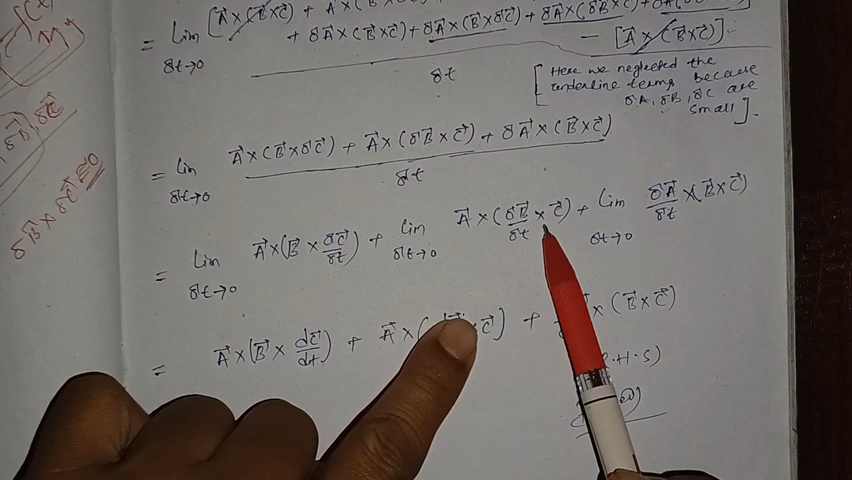 [A⃗×(B⃗×C⃗) +
= lim + δA⃗×(B⃗×C⃗) + δA⃗×(B⃗×δC⃗) + δA⃗×(δB⃗×C⃗) +
δt→0 − [A⃗×(B⃗×C⃗)]
δt
[Here we neglected the
underline terms because
δA, δB, δC are
small].
= lim A⃗×(B⃗×δC⃗) + A⃗×(δB⃗×C⃗) + δA⃗×(B⃗×C⃗)
δt→0 δt
= lim A⃗×(B⃗×δC⃗/δt) + lim A⃗×(δB⃗/δt×C⃗) + lim δA⃗/δt×(B⃗×C⃗)
δt→0 δt→0 δt→0
= A⃗×(B⃗×dC⃗/dt) + A⃗×( ×C⃗) + ×(B⃗×C⃗)
.H.S)
f(x)
δB⃗, δC⃗
δB⃗×δC⃗≅0